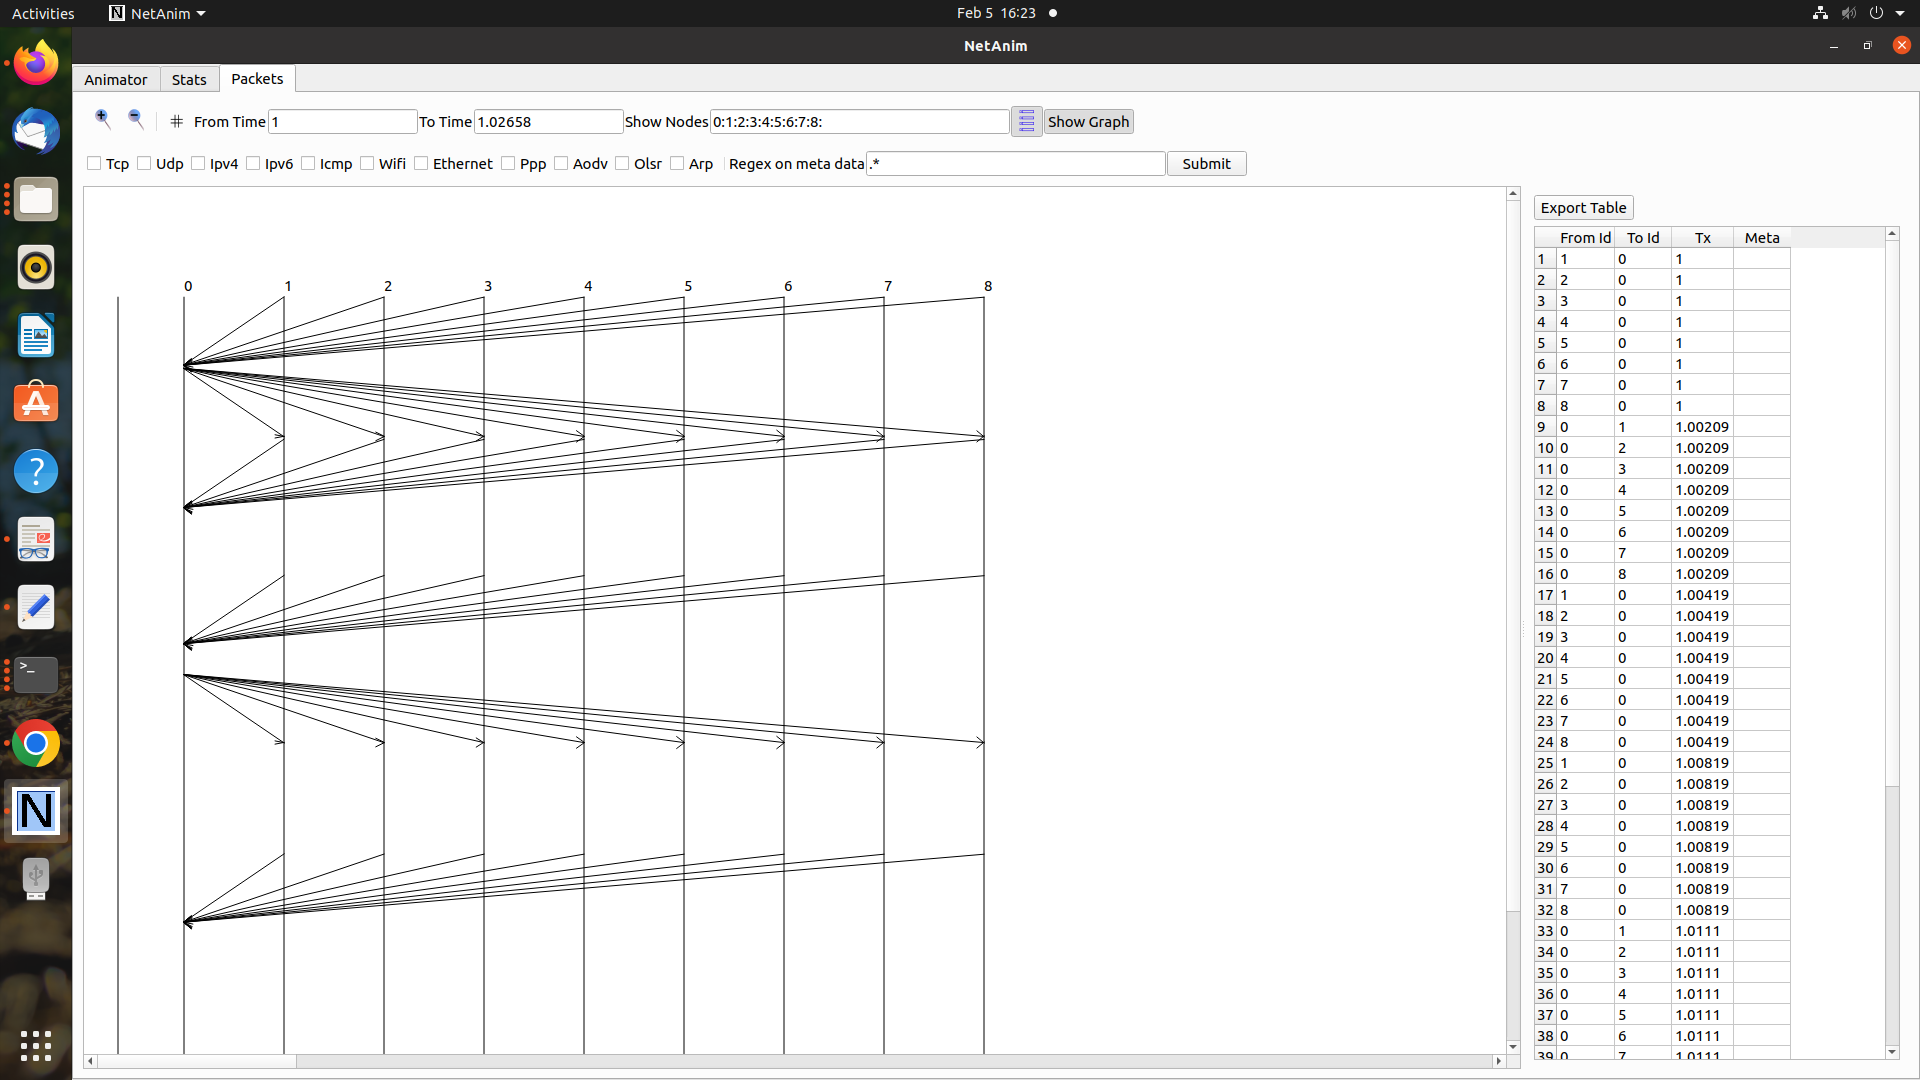 Activities NetAnim Feb 5 16:23
NetAnim
Animator Stats Packets
# From Time 1 To Time 1.02658 Show Nodes 0:1:2:3:4:5:6:7:8: Show Graph
Tcp Udp Ipv4 Ipv6 Icmp Wifi Ethernet Ppp Aodv Olsr Arp Regex on meta data .* Submit
Export Table
0 1 2 3 4 5 6 7 8
From Id To Id Tx Meta
1 1 0 1
2 2 0 1
3 3 0 1
4 4 0 1
5 5 0 1
6 6 0 1
7 7 0 1
8 8 0 1
9 0 1 1.00209
10 0 2 1.00209
11 0 3 1.00209
12 0 4 1.00209
13 0 5 1.00209
14 0 6 1.00209
15 0 7 1.00209
16 0 8 1.00209
17 1 0 1.00419
18 2 0 1.00419
19 3 0 1.00419
20 4 0 1.00419
21 5 0 1.00419
22 6 0 1.00419
23 7 0 1.00419
24 8 0 1.00419
25 1 0 1.00819
26 2 0 1.00819
27 3 0 1.00819
28 4 0 1.00819
29 5 0 1.00819
30 6 0 1.00819
31 7 0 1.00819
32 8 0 1.00819
33 0 1 1.0111
34 0 2 1.0111
35 0 3 1.0111
36 0 4 1.0111
37 0 5 1.0111
38 0 6 1.0111
39 0 7 1.0111